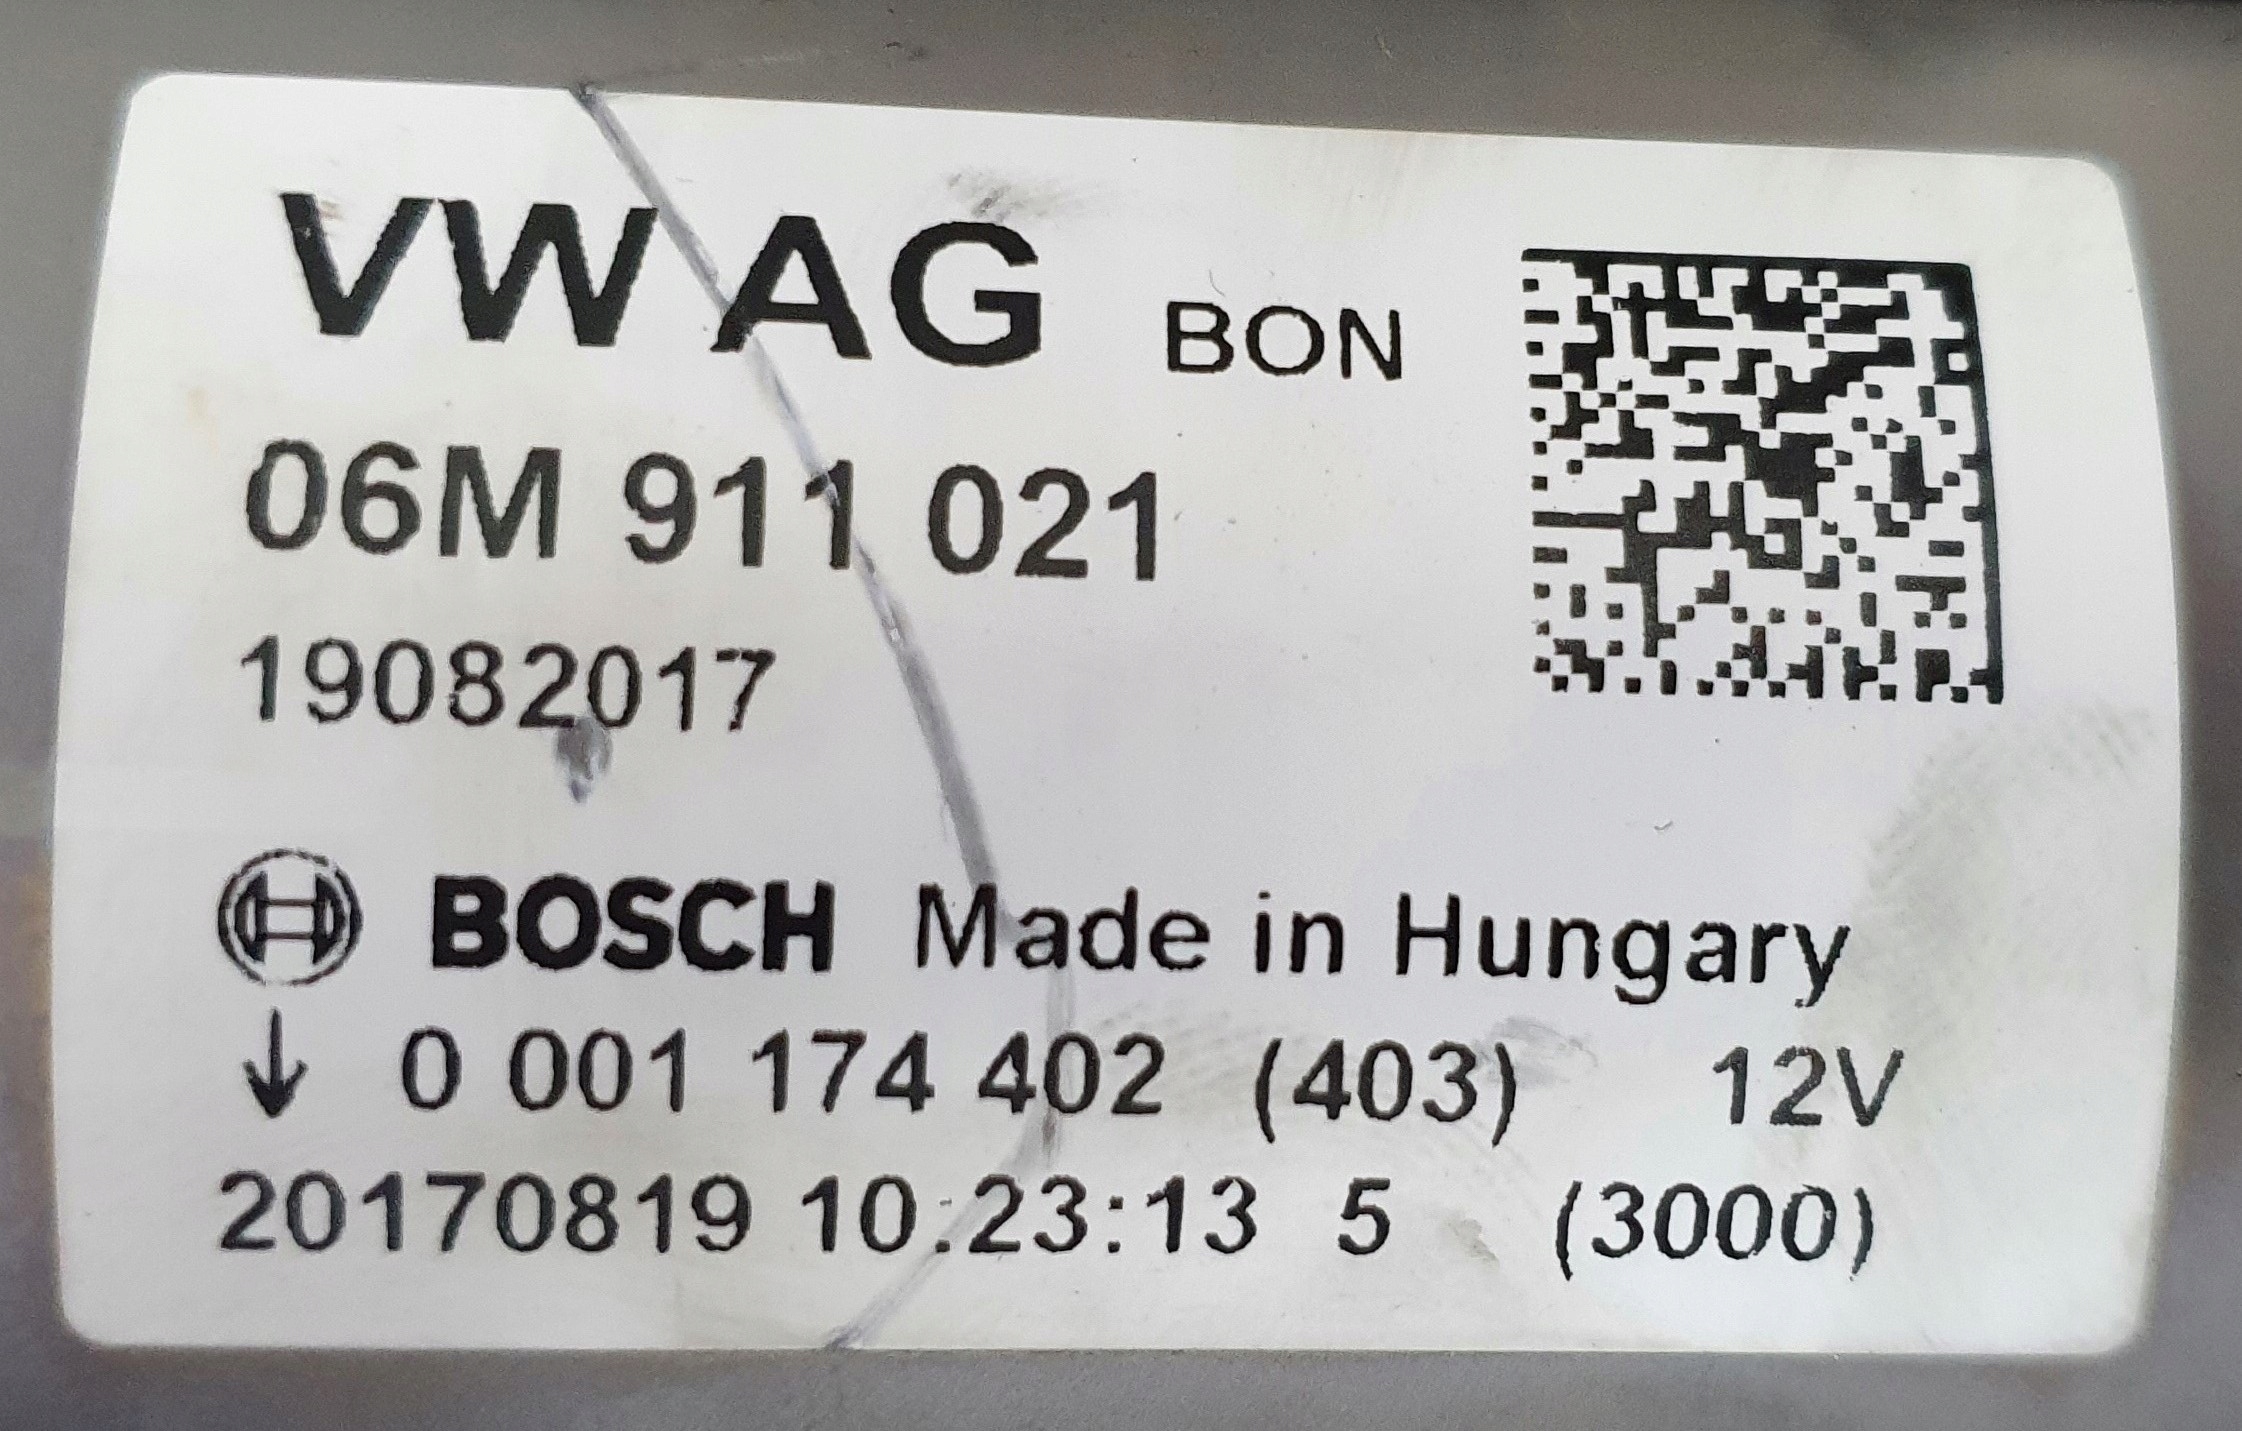 VW AG BON
06M 911 021
19082017
BOSCH Made in Hungary
↓ 0 001 174 402 (403) 12V
20170819 10:23:13 5 (3000)